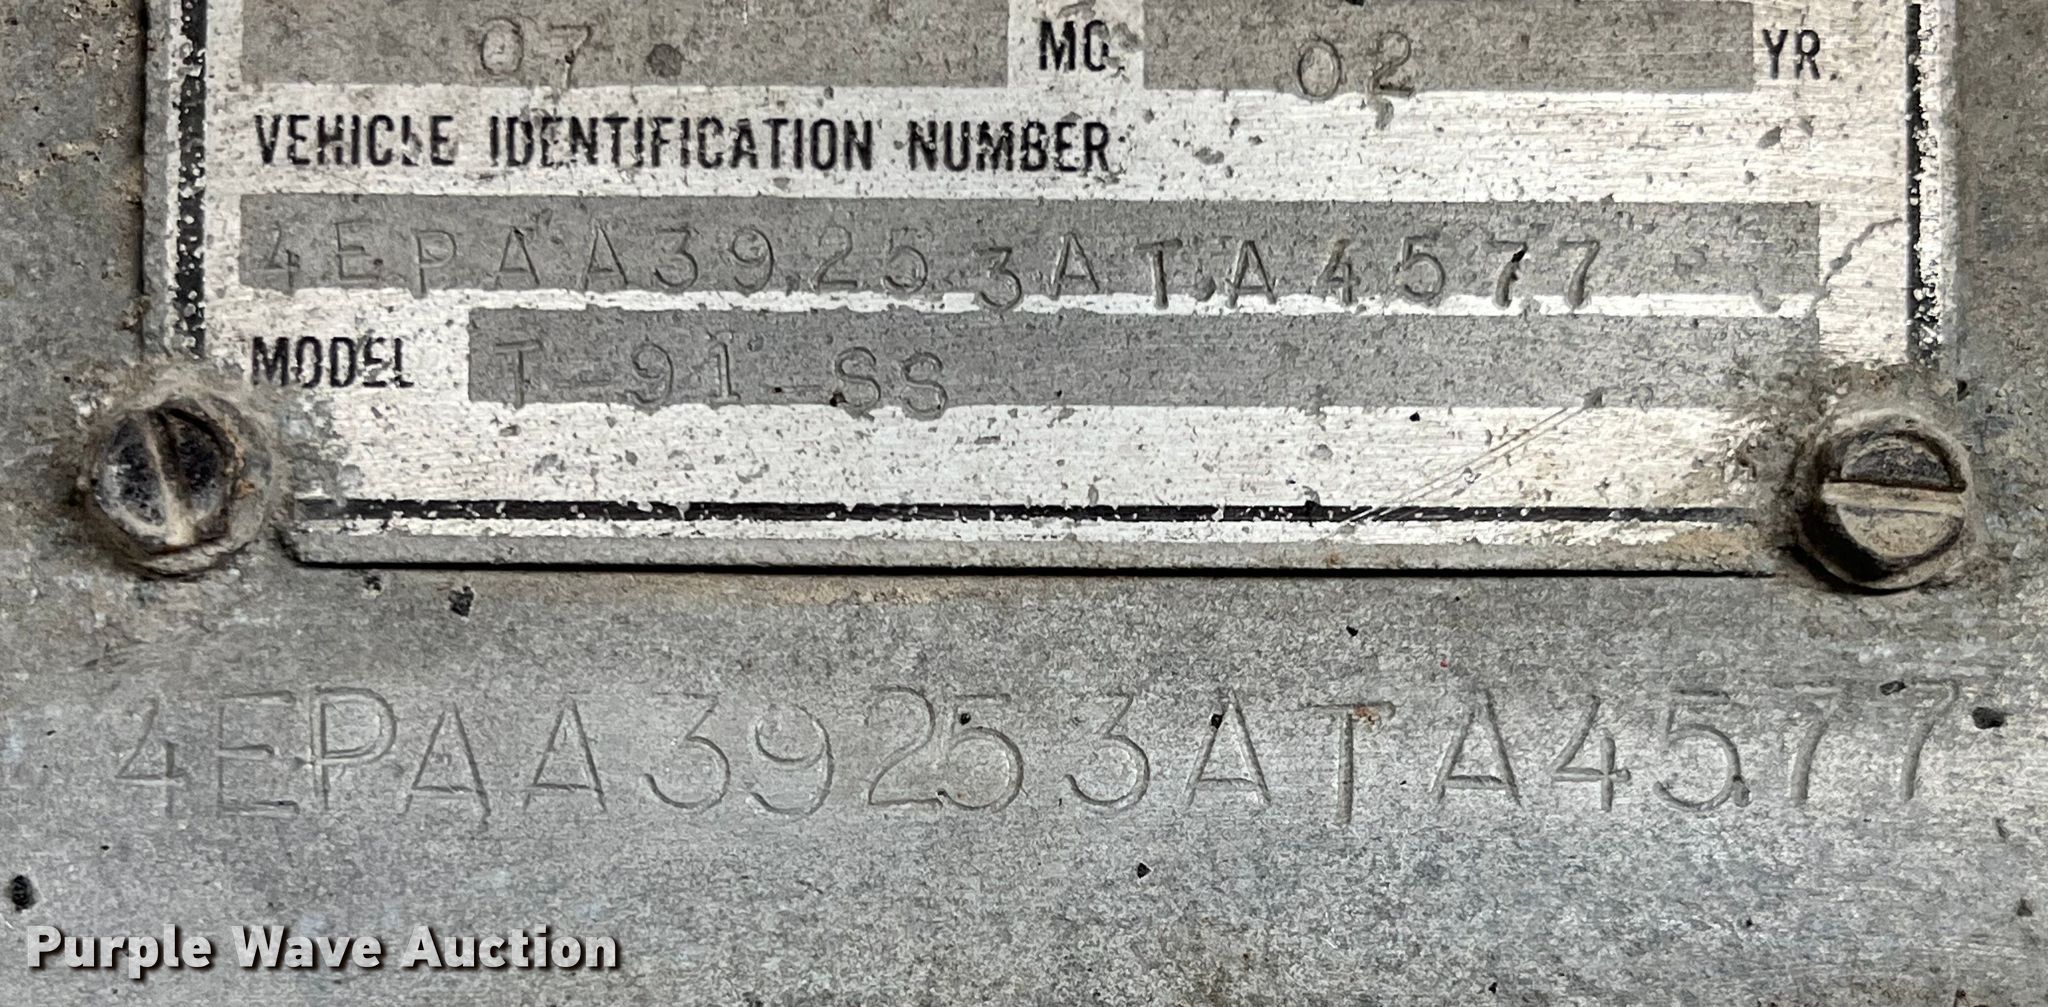 07 MO. 02 YR.
VEHICLE IDENTIFICATION NUMBER
4EPAA39253ATA4577
MODEL T-91-SS
4EPAA39253ATA4577
Purple Wave Auction